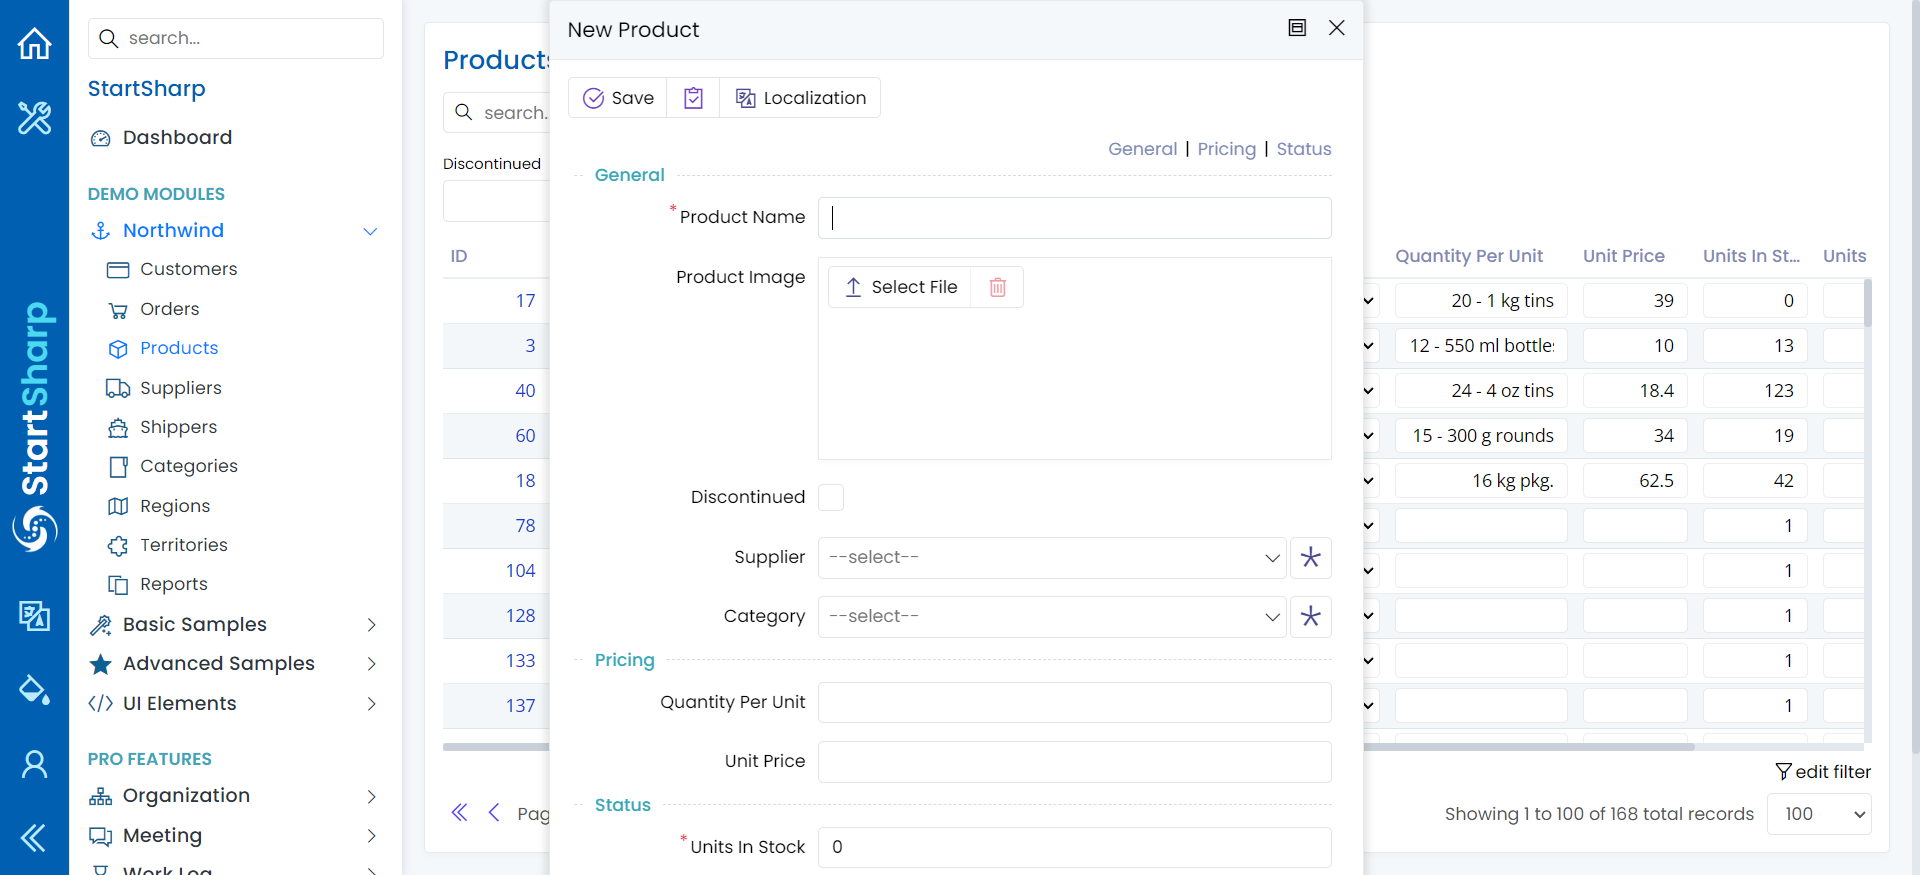 search...
StartSharp
Dashboard
DEMO MODULES
Northwind
Customers
Orders
Products
Suppliers
Shippers
Categories
Regions
Territories
Reports
Basic Samples
Advanced Samples
UI Elements
PRO FEATURES
Organization
Meeting
Work Log
StartSharp
Products
search...
Discontinued
ID
17
3
40
60
18
78
104
128
133
137
New Product
Save
Localization
General | Pricing | Status
General
* Product Name
Product Image
Select File
Discontinued
Supplier
--select--
Category
--select--
Pricing
Quantity Per Unit
Unit Price
Status
* Units In Stock
0
Quantity Per Unit Unit Price Units In St... Units
20 - 1 kg tins 39 0
12 - 550 ml bottles 10 13
24 - 4 oz tins 18.4 123
15 - 300 g rounds 34 19
16 kg pkg. 62.5 42
1
1
1
1
1
edit filter
Pag
Showing 1 to 100 of 168 total records
100